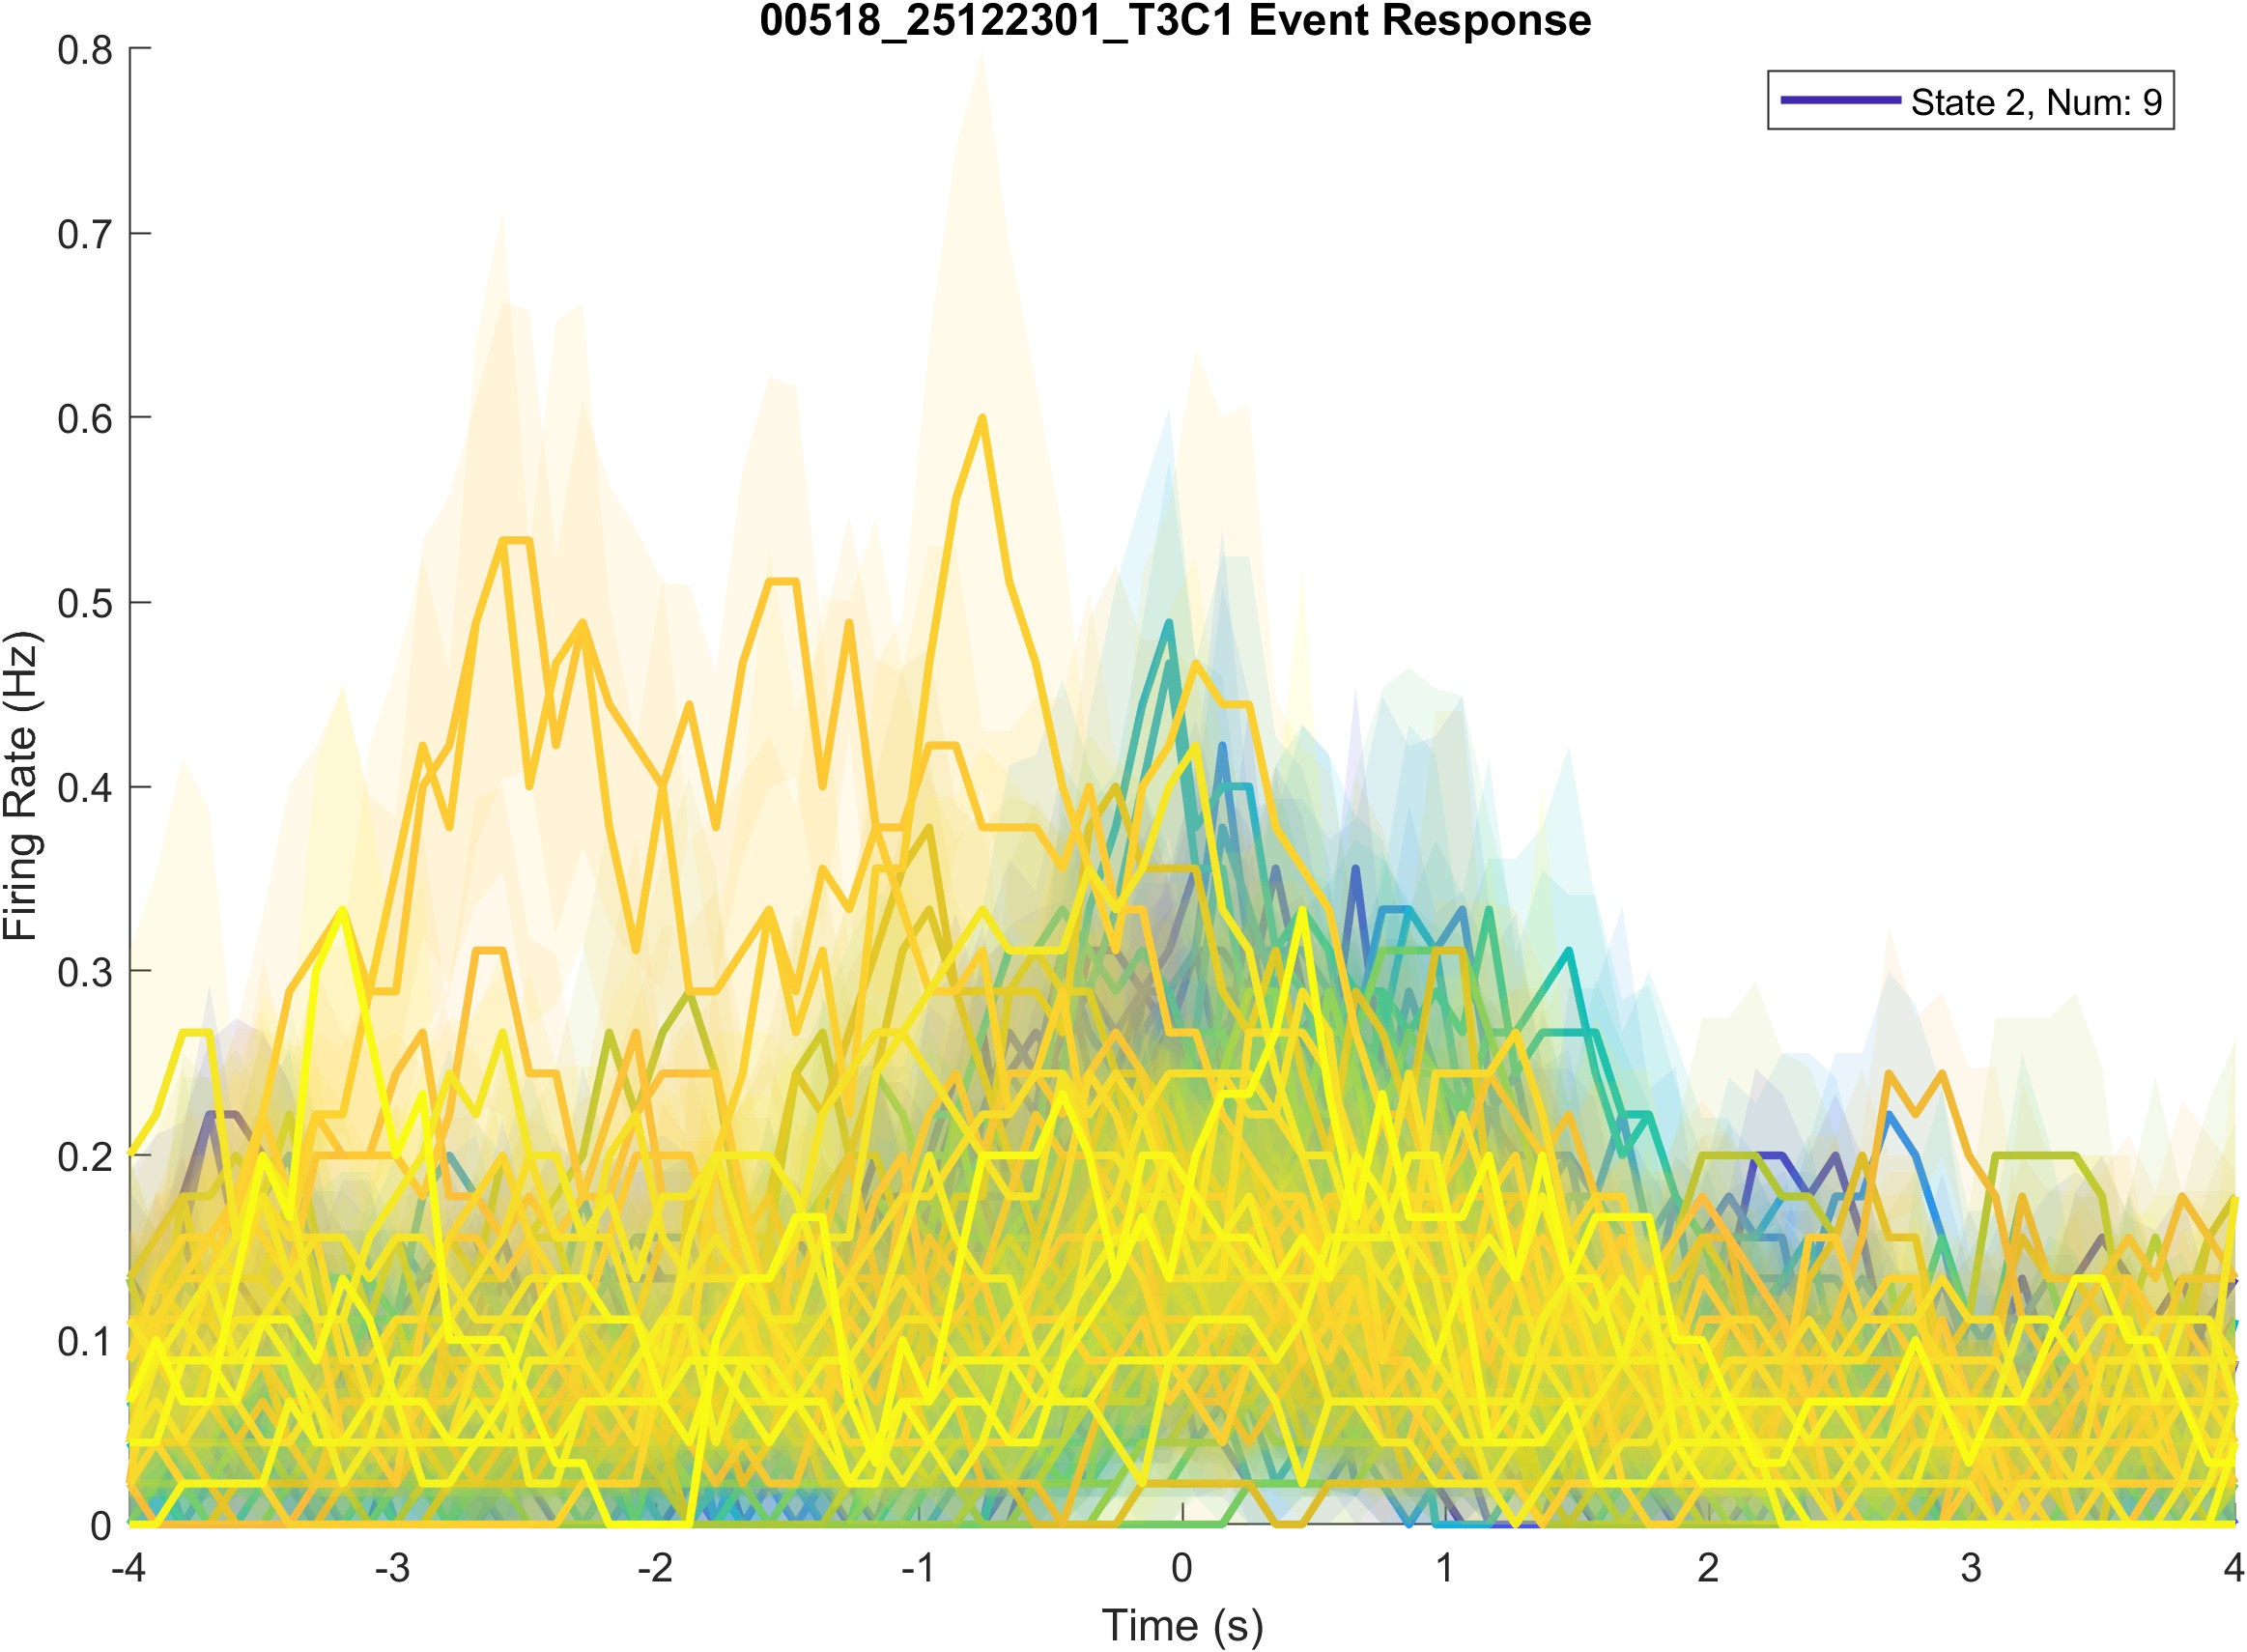 00518_25122301_T3C1 Event Response
State 2, Num: 9
Firing Rate (Hz)
0.8
0.7
0.6
0.5
0.4
0.3
0.2
0.1
0
-4 -3 -2 -1 0 1 2 3 4
Time (s)